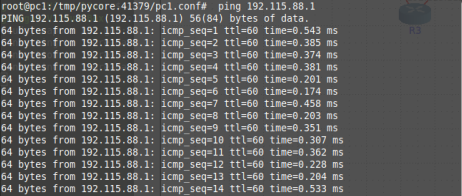 root@pc1:/tmp/pycore.41379/pc1.conf# ping 192.115.88.1
PING 192.115.88.1 (192.115.88.1) 56(84) bytes of data.
64 bytes from 192.115.88.1: icmp_seq=1 ttl=60 time=0.543 ms
64 bytes from 192.115.88.1: icmp_seq=2 ttl=60 time=0.385 ms
64 bytes from 192.115.88.1: icmp_seq=3 ttl=60 time=0.374 ms
64 bytes from 192.115.88.1: icmp_seq=4 ttl=60 time=0.381 ms
64 bytes from 192.115.88.1: icmp_seq=5 ttl=60 time=0.201 ms
64 bytes from 192.115.88.1: icmp_seq=6 ttl=60 time=0.174 ms
64 bytes from 192.115.88.1: icmp_seq=7 ttl=60 time=0.458 ms
64 bytes from 192.115.88.1: icmp_seq=8 ttl=60 time=0.203 ms
64 bytes from 192.115.88.1: icmp_seq=9 ttl=60 time=0.351 ms
64 bytes from 192.115.88.1: icmp_seq=10 ttl=60 time=0.307 ms
64 bytes from 192.115.88.1: icmp_seq=11 ttl=60 time=0.362 ms
64 bytes from 192.115.88.1: icmp_seq=12 ttl=60 time=0.228 ms
64 bytes from 192.115.88.1: icmp_seq=13 ttl=60 time=0.204 ms
64 bytes from 192.115.88.1: icmp_seq=14 ttl=60 time=0.533 ms